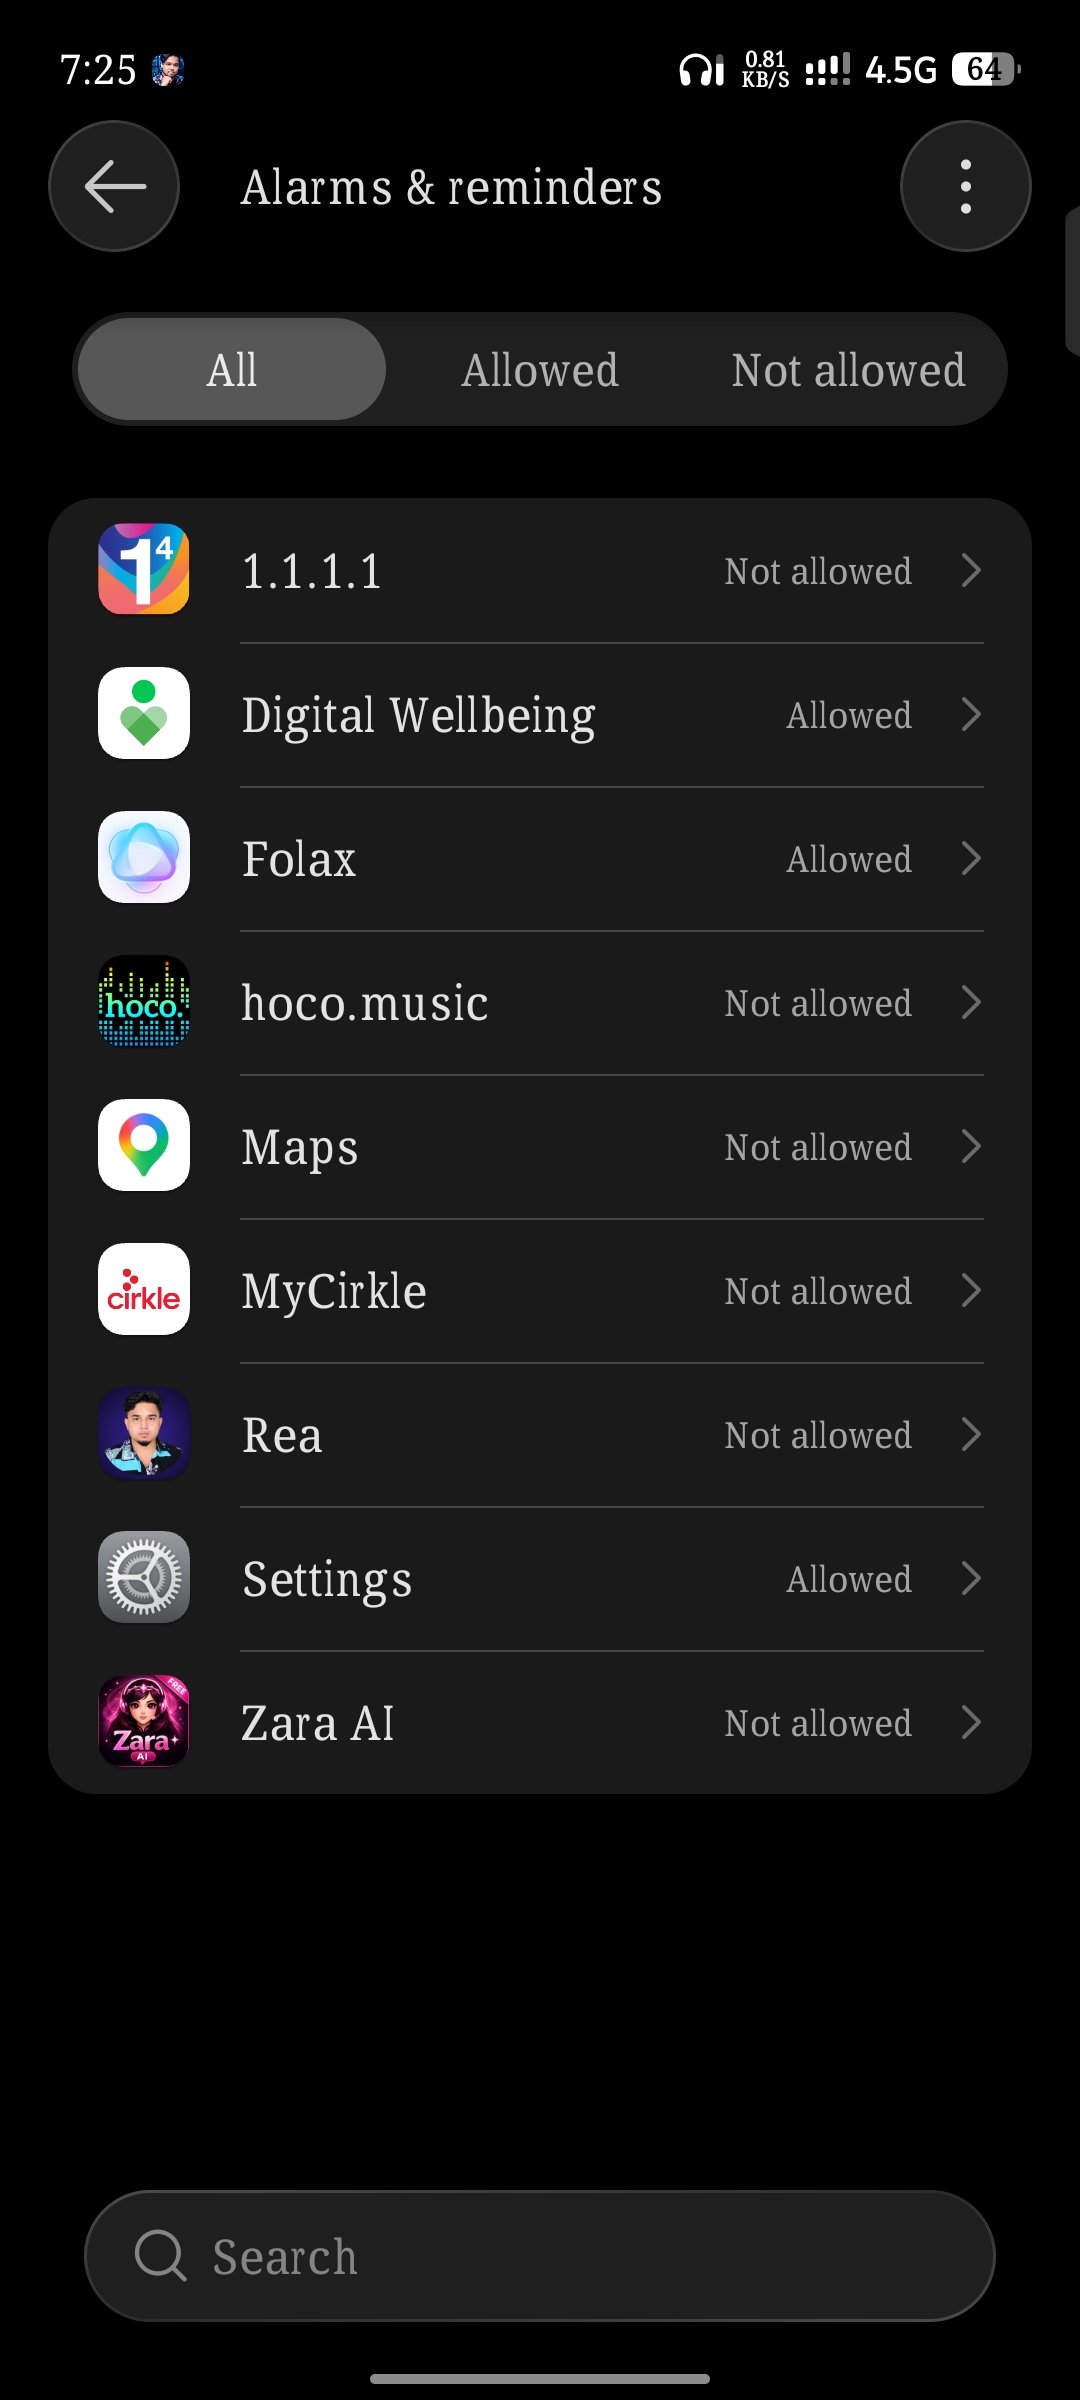 7:25
0.81
KB/S
4.5G
64
Alarms & reminders
All
Allowed
Not allowed
1⁴
1.1.1.1
Not allowed
Digital Wellbeing
Allowed
Folax
Allowed
hoco.
hoco.music
Not allowed
Maps
Not allowed
cirkle
MyCirkle
Not allowed
Rea
Not allowed
Settings
Allowed
FREE
Zara
AI
Zara AI
Not allowed
Search